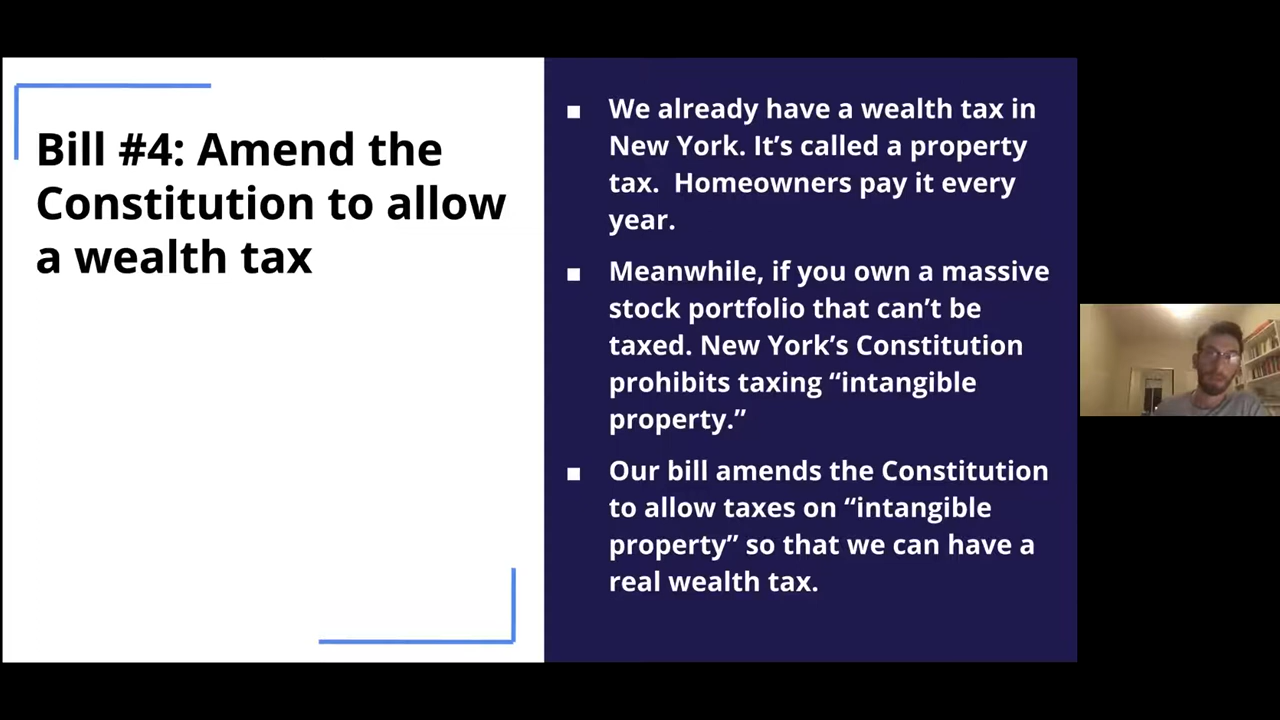 Bill #4: Amend the
Constitution to allow
a wealth tax
We already have a wealth tax in
New York. It’s called a property
tax.  Homeowners pay it every
year.
Meanwhile, if you own a massive
stock portfolio that can’t be
taxed. New York’s Constitution
prohibits taxing “intangible
property.”
Our bill amends the Constitution
to allow taxes on “intangible
property” so that we can have a
real wealth tax.